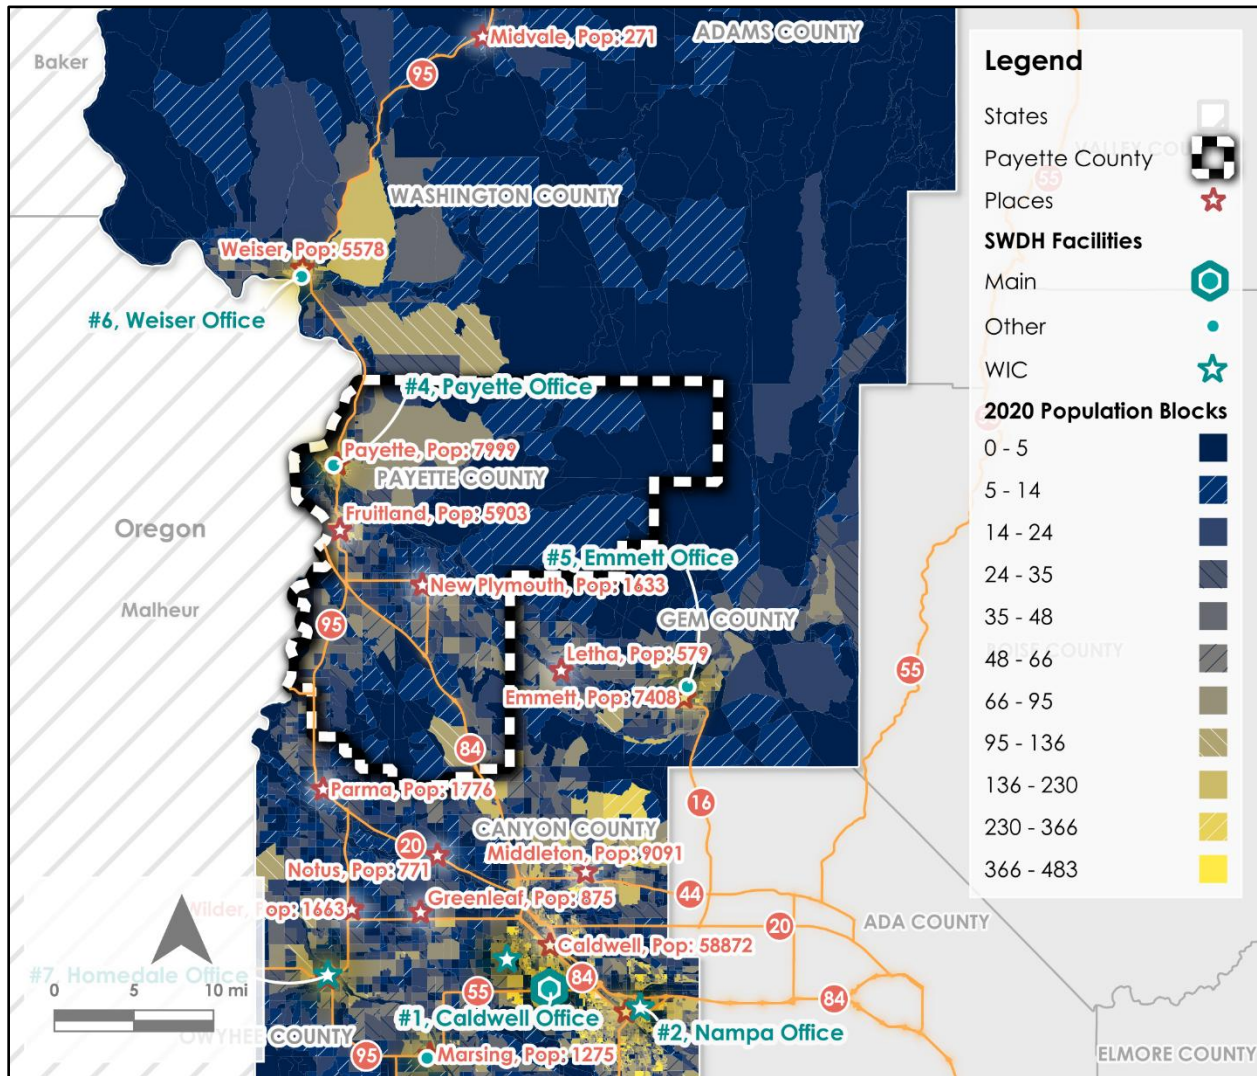 Midvale, Pop: 271
ADAMS COUNTY
Baker
95
WASHINGTON COUNTY
Weiser, Pop: 5578
#6, Weiser Office
#4, Payette Office
Payette, Pop: 7999
PAYETTE COUNTY
Fruitland, Pop: 5903
Oregon
#5, Emmett Office
New Plymouth, Pop: 1633
Malheur
95
GEM COUNTY
Letha, Pop: 579
Emmett, Pop: 7408
55
84
Parma, Pop: 1776
16
CANYON COUNTY
20
Middleton, Pop: 9091
Notus, Pop: 771
Greenleaf, Pop: 875
44
Wilder, Pop: 1663
20
ADA COUNTY
Caldwell, Pop: 58872
#7, Homedale Office
84
55
84
0 5 10 mi
#1, Caldwell Office
#2, Nampa Office
OWYHEE COUNTY
95
Marsing, Pop: 1275
ELMORE COUNTY
Legend
States
VALLEY COUNTY
Payette County
55
Places
SWDH Facilities
Main
Other
WIC
2020 Population Blocks
0 - 5
5 - 14
14 - 24
24 - 35
35 - 48
48 - 66
BOISE COUNTY
66 - 95
95 - 136
136 - 230
230 - 366
366 - 483